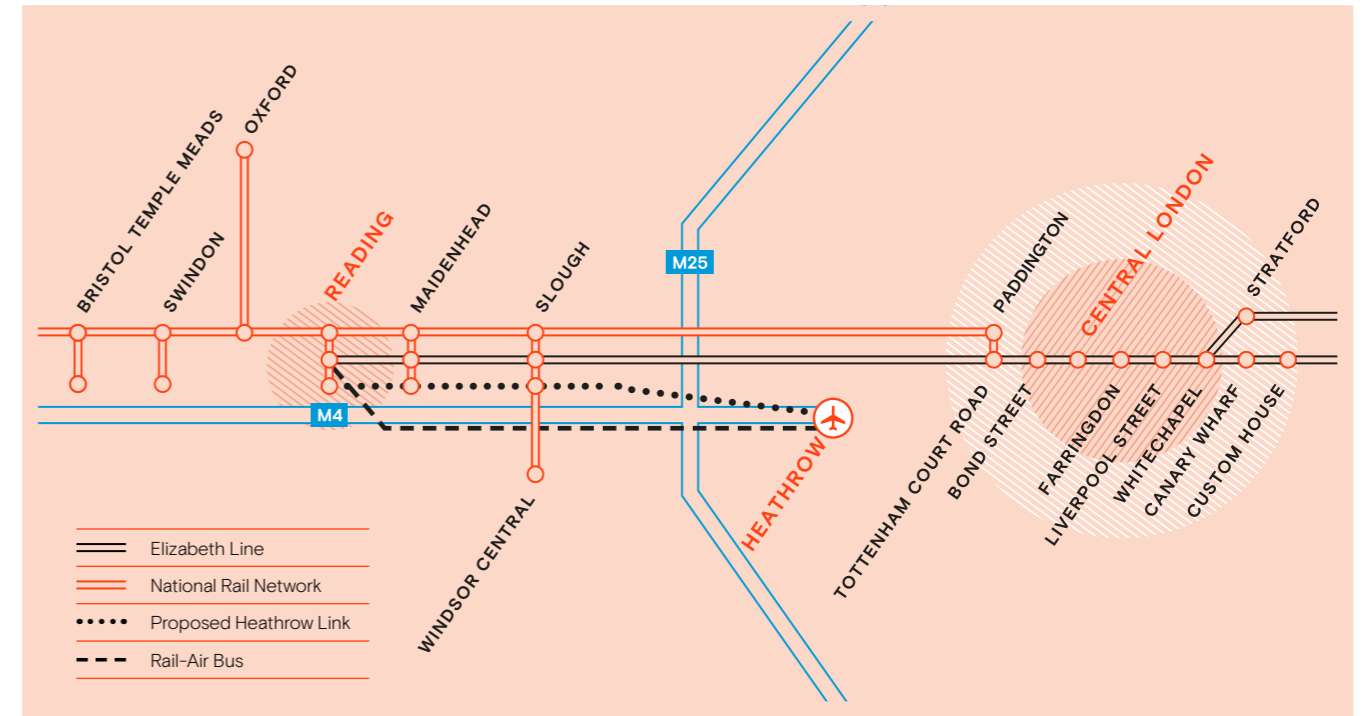 BRISTOL TEMPLE MEADS
SWINDON
OXFORD
READING
MAIDENHEAD
SLOUGH
M25
PADDINGTON
CENTRAL LONDON
STRATFORD
M4
HEATHROW
WINDSOR CENTRAL
TOTTENHAM COURT ROAD
BOND STREET
FARRINGDON
LIVERPOOL STREET
WHITECHAPEL
CANARY WHARF
CUSTOM HOUSE
Elizabeth Line
National Rail Network
Proposed Heathrow Link
Rail-Air Bus